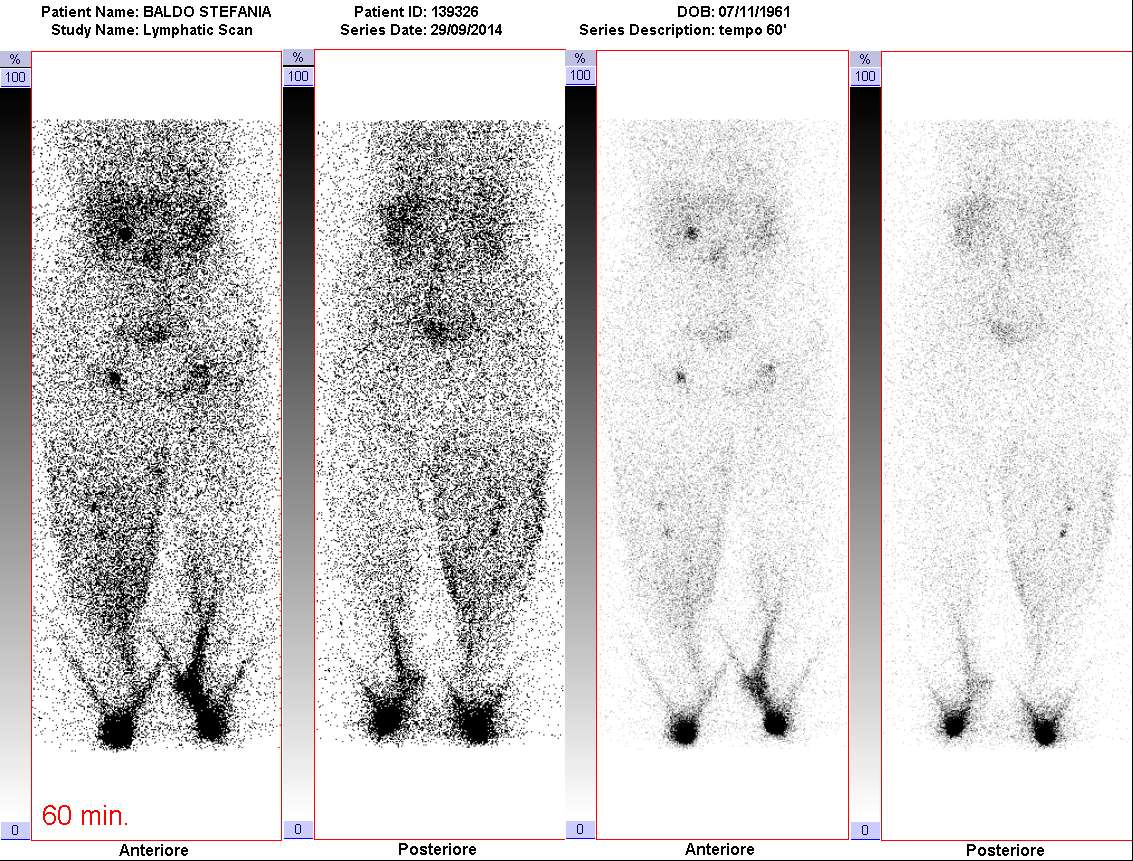 Patient Name: BALDO STEFANIA Patient ID: 139326 DOB: 07/11/1961
Study Name: Lymphatic Scan Series Date: 29/09/2014 Series Description: tempo 60'
% % % %
100 100 100 100
60 min.
0 0 0 0
Anteriore Posteriore Anteriore Posteriore